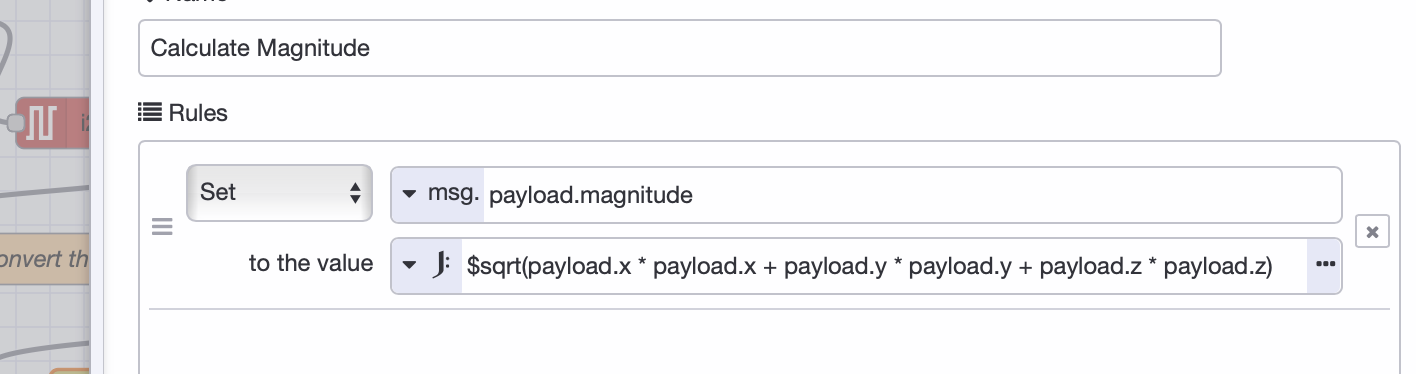 Calculate Magnitude
Rules
Set
msg. payload.magnitude
to the value
$sqrt(payload.x * payload.x + payload.y * payload.y + payload.z * payload.z)
onvert th